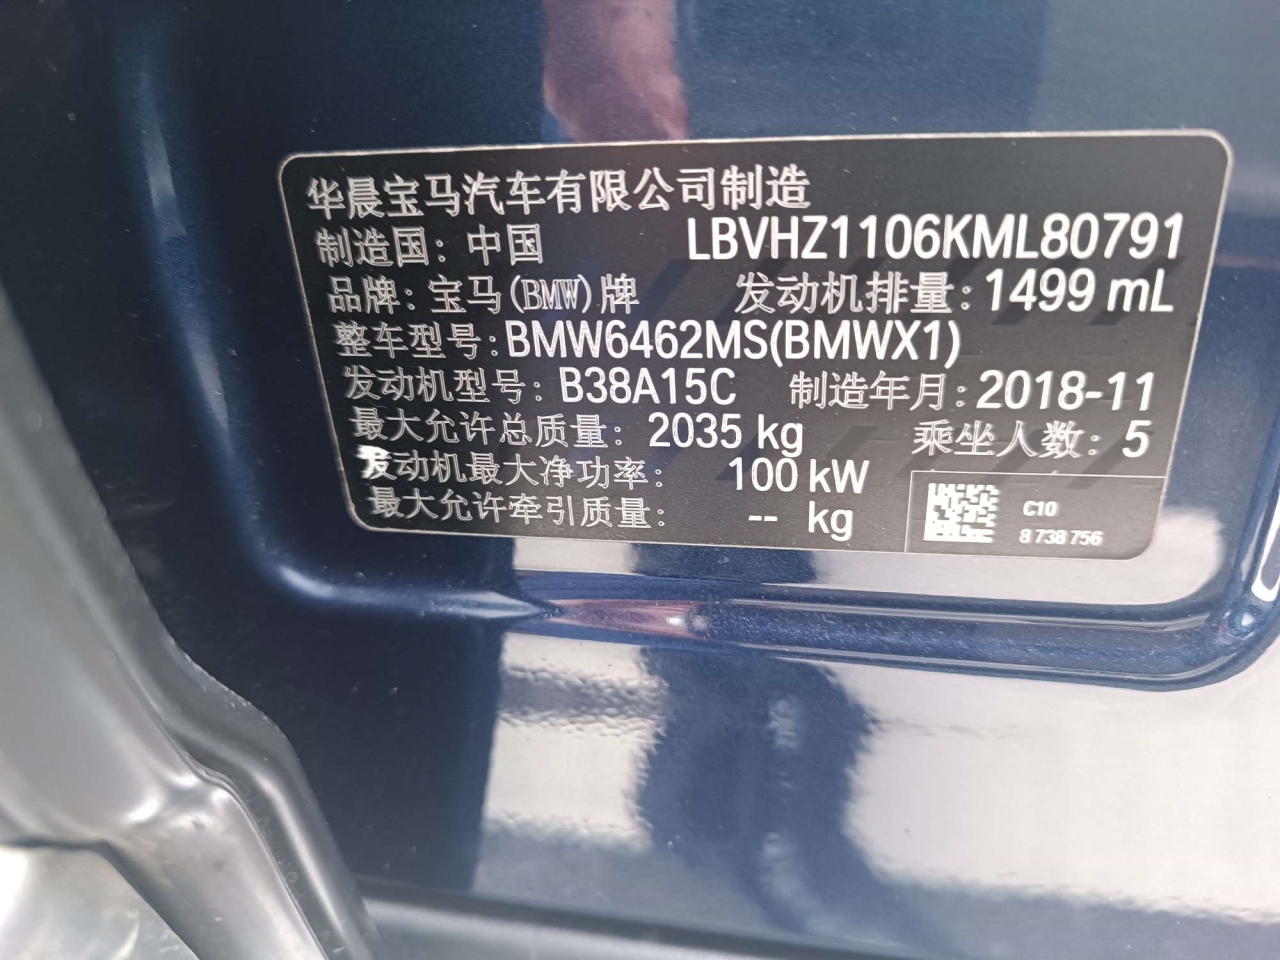 华晨宝马汽车有限公司制造
制造国：中国 LBVHZ1106KML80791
品牌：宝马(BMW)牌 发动机排量：1499 mL
整车型号：BMW6462MS(BMWX1)
发动机型号：B38A15C 制造年月：2018-11
最大允许总质量：2035 kg 乘坐人数：5
发动机最大净功率：100 kW
最大允许牵引质量：-- kg
C10
8 738 756